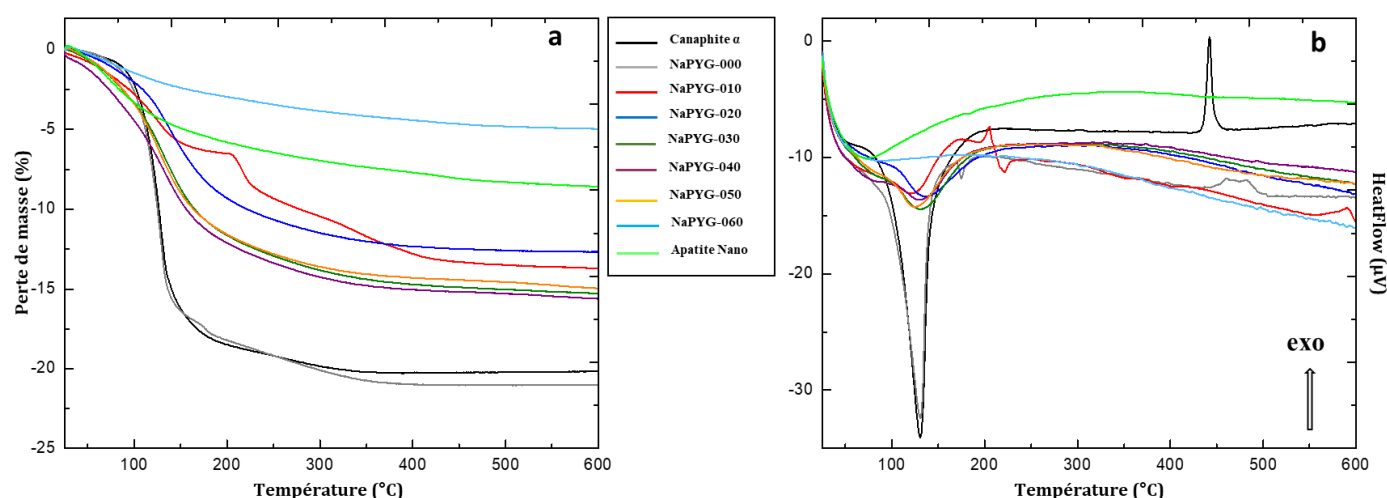 a
0
-5
-10
-15
-20
-25
Perte de masse (%)
100 200 300 400 500 600
Température (°C)
Canaphite α
NaPYG-000
NaPYG-010
NaPYG-020
NaPYG-030
NaPYG-040
NaPYG-050
NaPYG-060
Apatite Nano
b
0
-10
-20
-30
HeatFlow (µV)
exo
100 200 300 400 500 600
Température (°C)